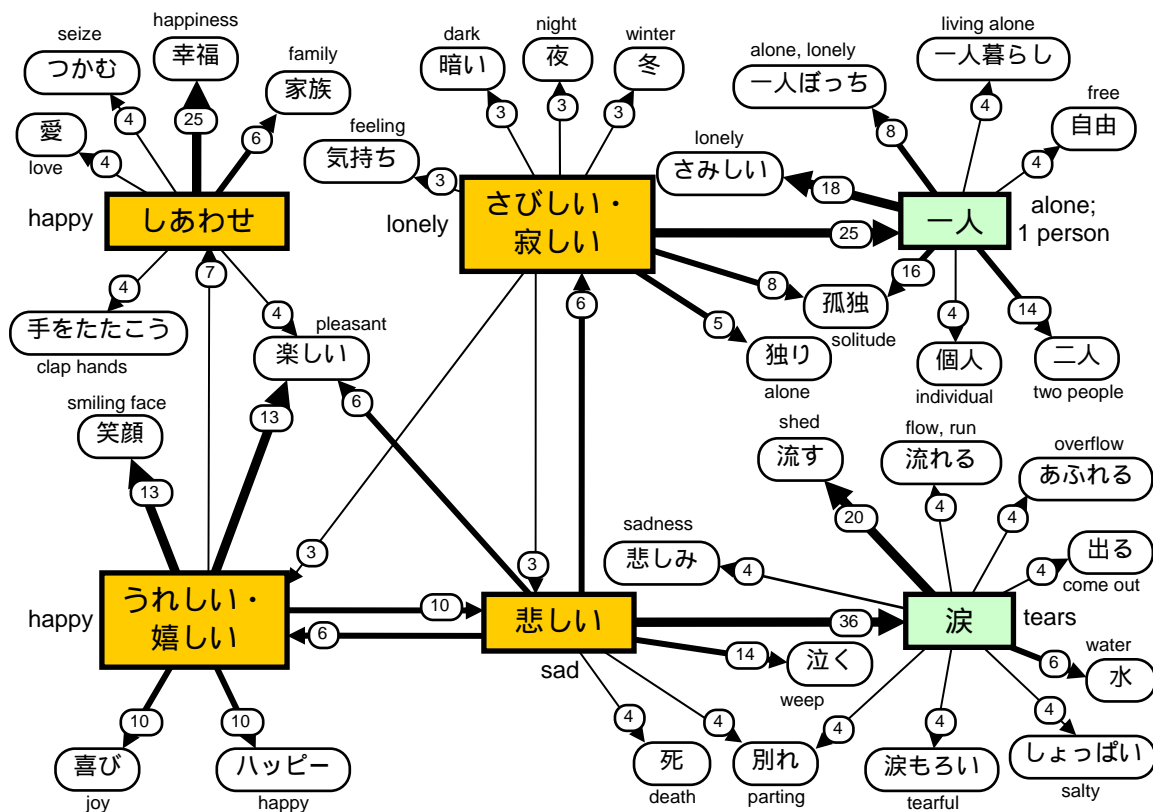 seize
つかむ
happiness
幸福
family
家族
愛
love
4
25
6
4
happy
しあわせ
7
4
手をたたこう
clap hands
4
pleasant
楽しい
dark
暗い
night
夜
winter
冬
3
3
3
feeling
気持ち
3
lonely
さびしい・
寂しい
alone, lonely
一人ぼっち
living alone
一人暮らし
free
自由
8
4
4
lonely
さみしい
18
25
一人
alone;
1 person
16
8
孤独
solitude
5
独り
alone
4
個人
individual
14
二人
two people
6
6
13
3
3
smiling face
笑顔
13
happy
うれしい・
嬉しい
10
6
10
喜び
joy
10
ハッピー
happy
悲しい
sad
36
14
泣く
weep
4
死
death
4
別れ
parting
4
shed
流す
flow, run
流れる
overflow
あふれる
20
4
4
sadness
悲しみ
4
4
出る
come out
涙
tears
water
6
水
4
涙もろい
tearful
4
しょっぱい
salty